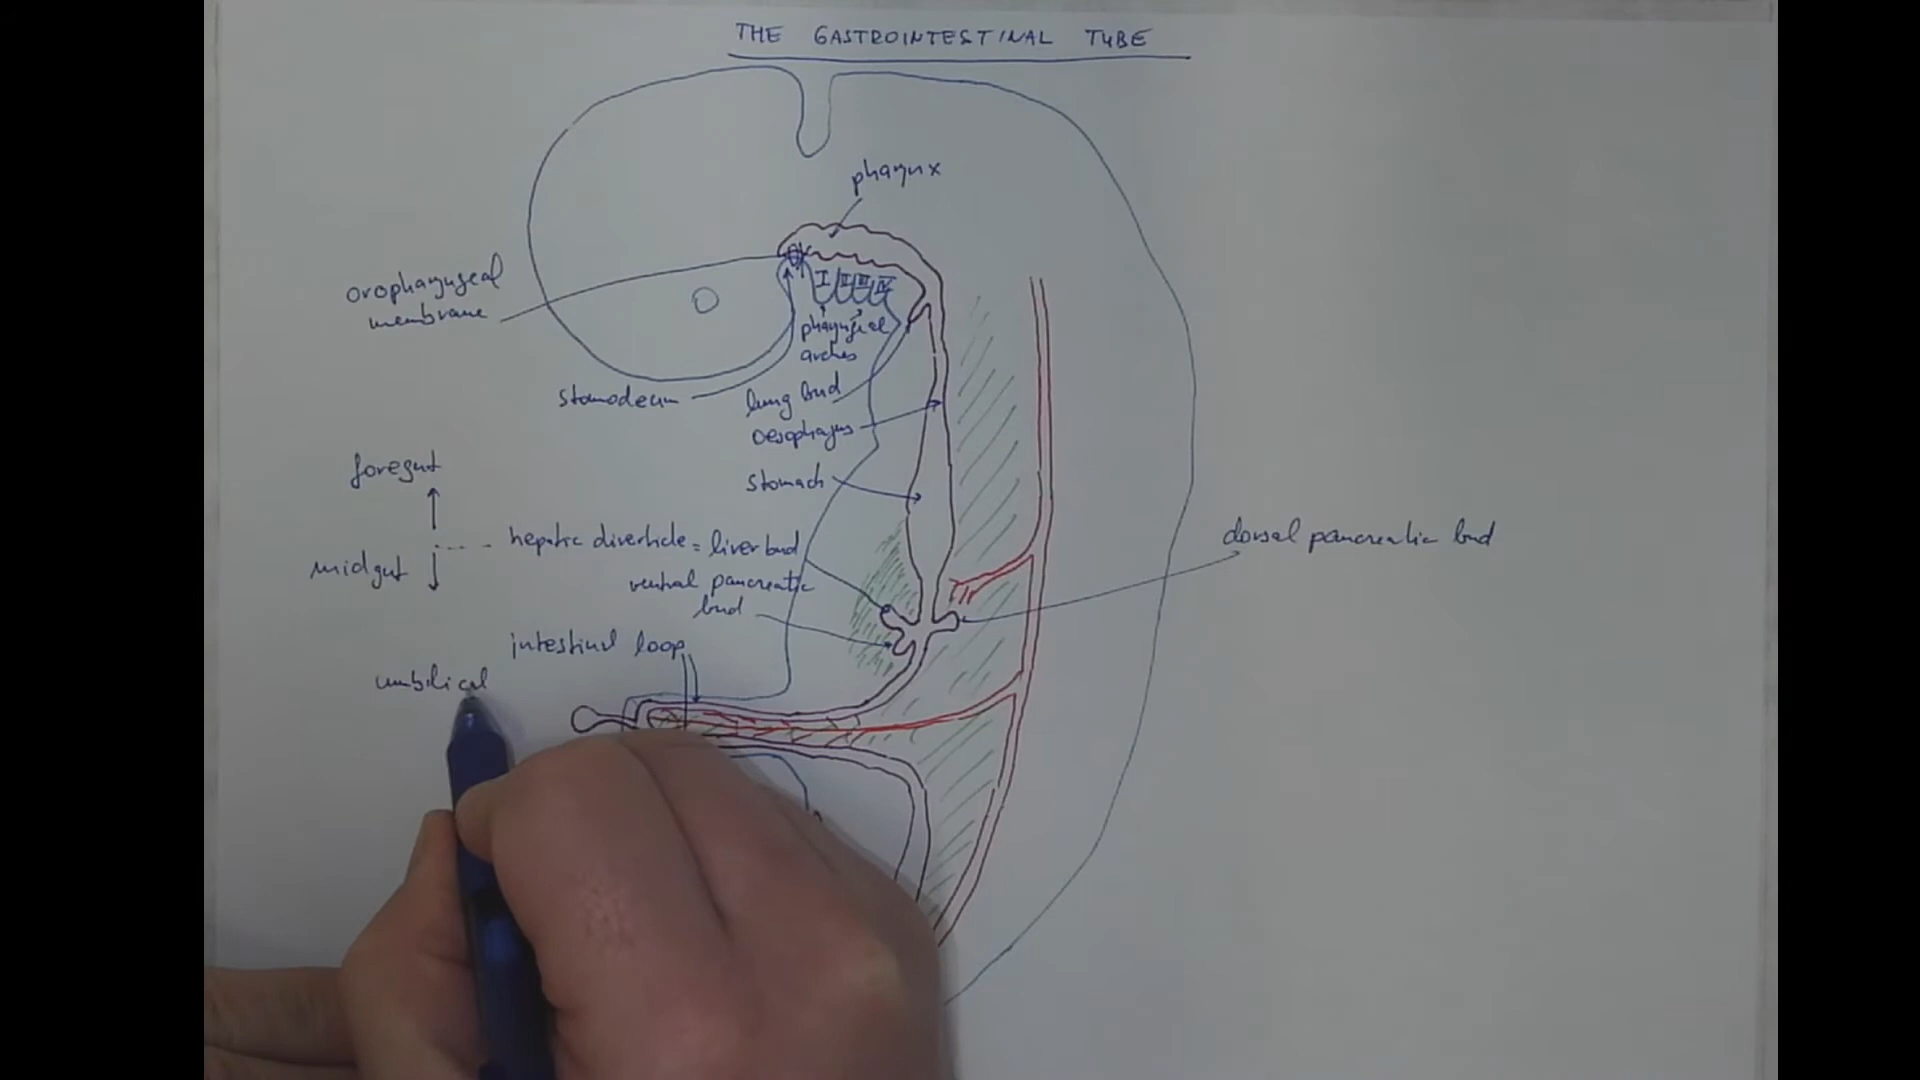 THE GASTROINTESTINAL TUBE
pharynx
oropharyngeal
membrane
I II III IV
pharyngeal
arches
stomodeum
lung bud
oesophagus
foregut
stomach
hepatic diverticle = liver bud
dorsal pancreatic bud
midgut
ventral pancreatic
bud
intestinal loop
umbilical